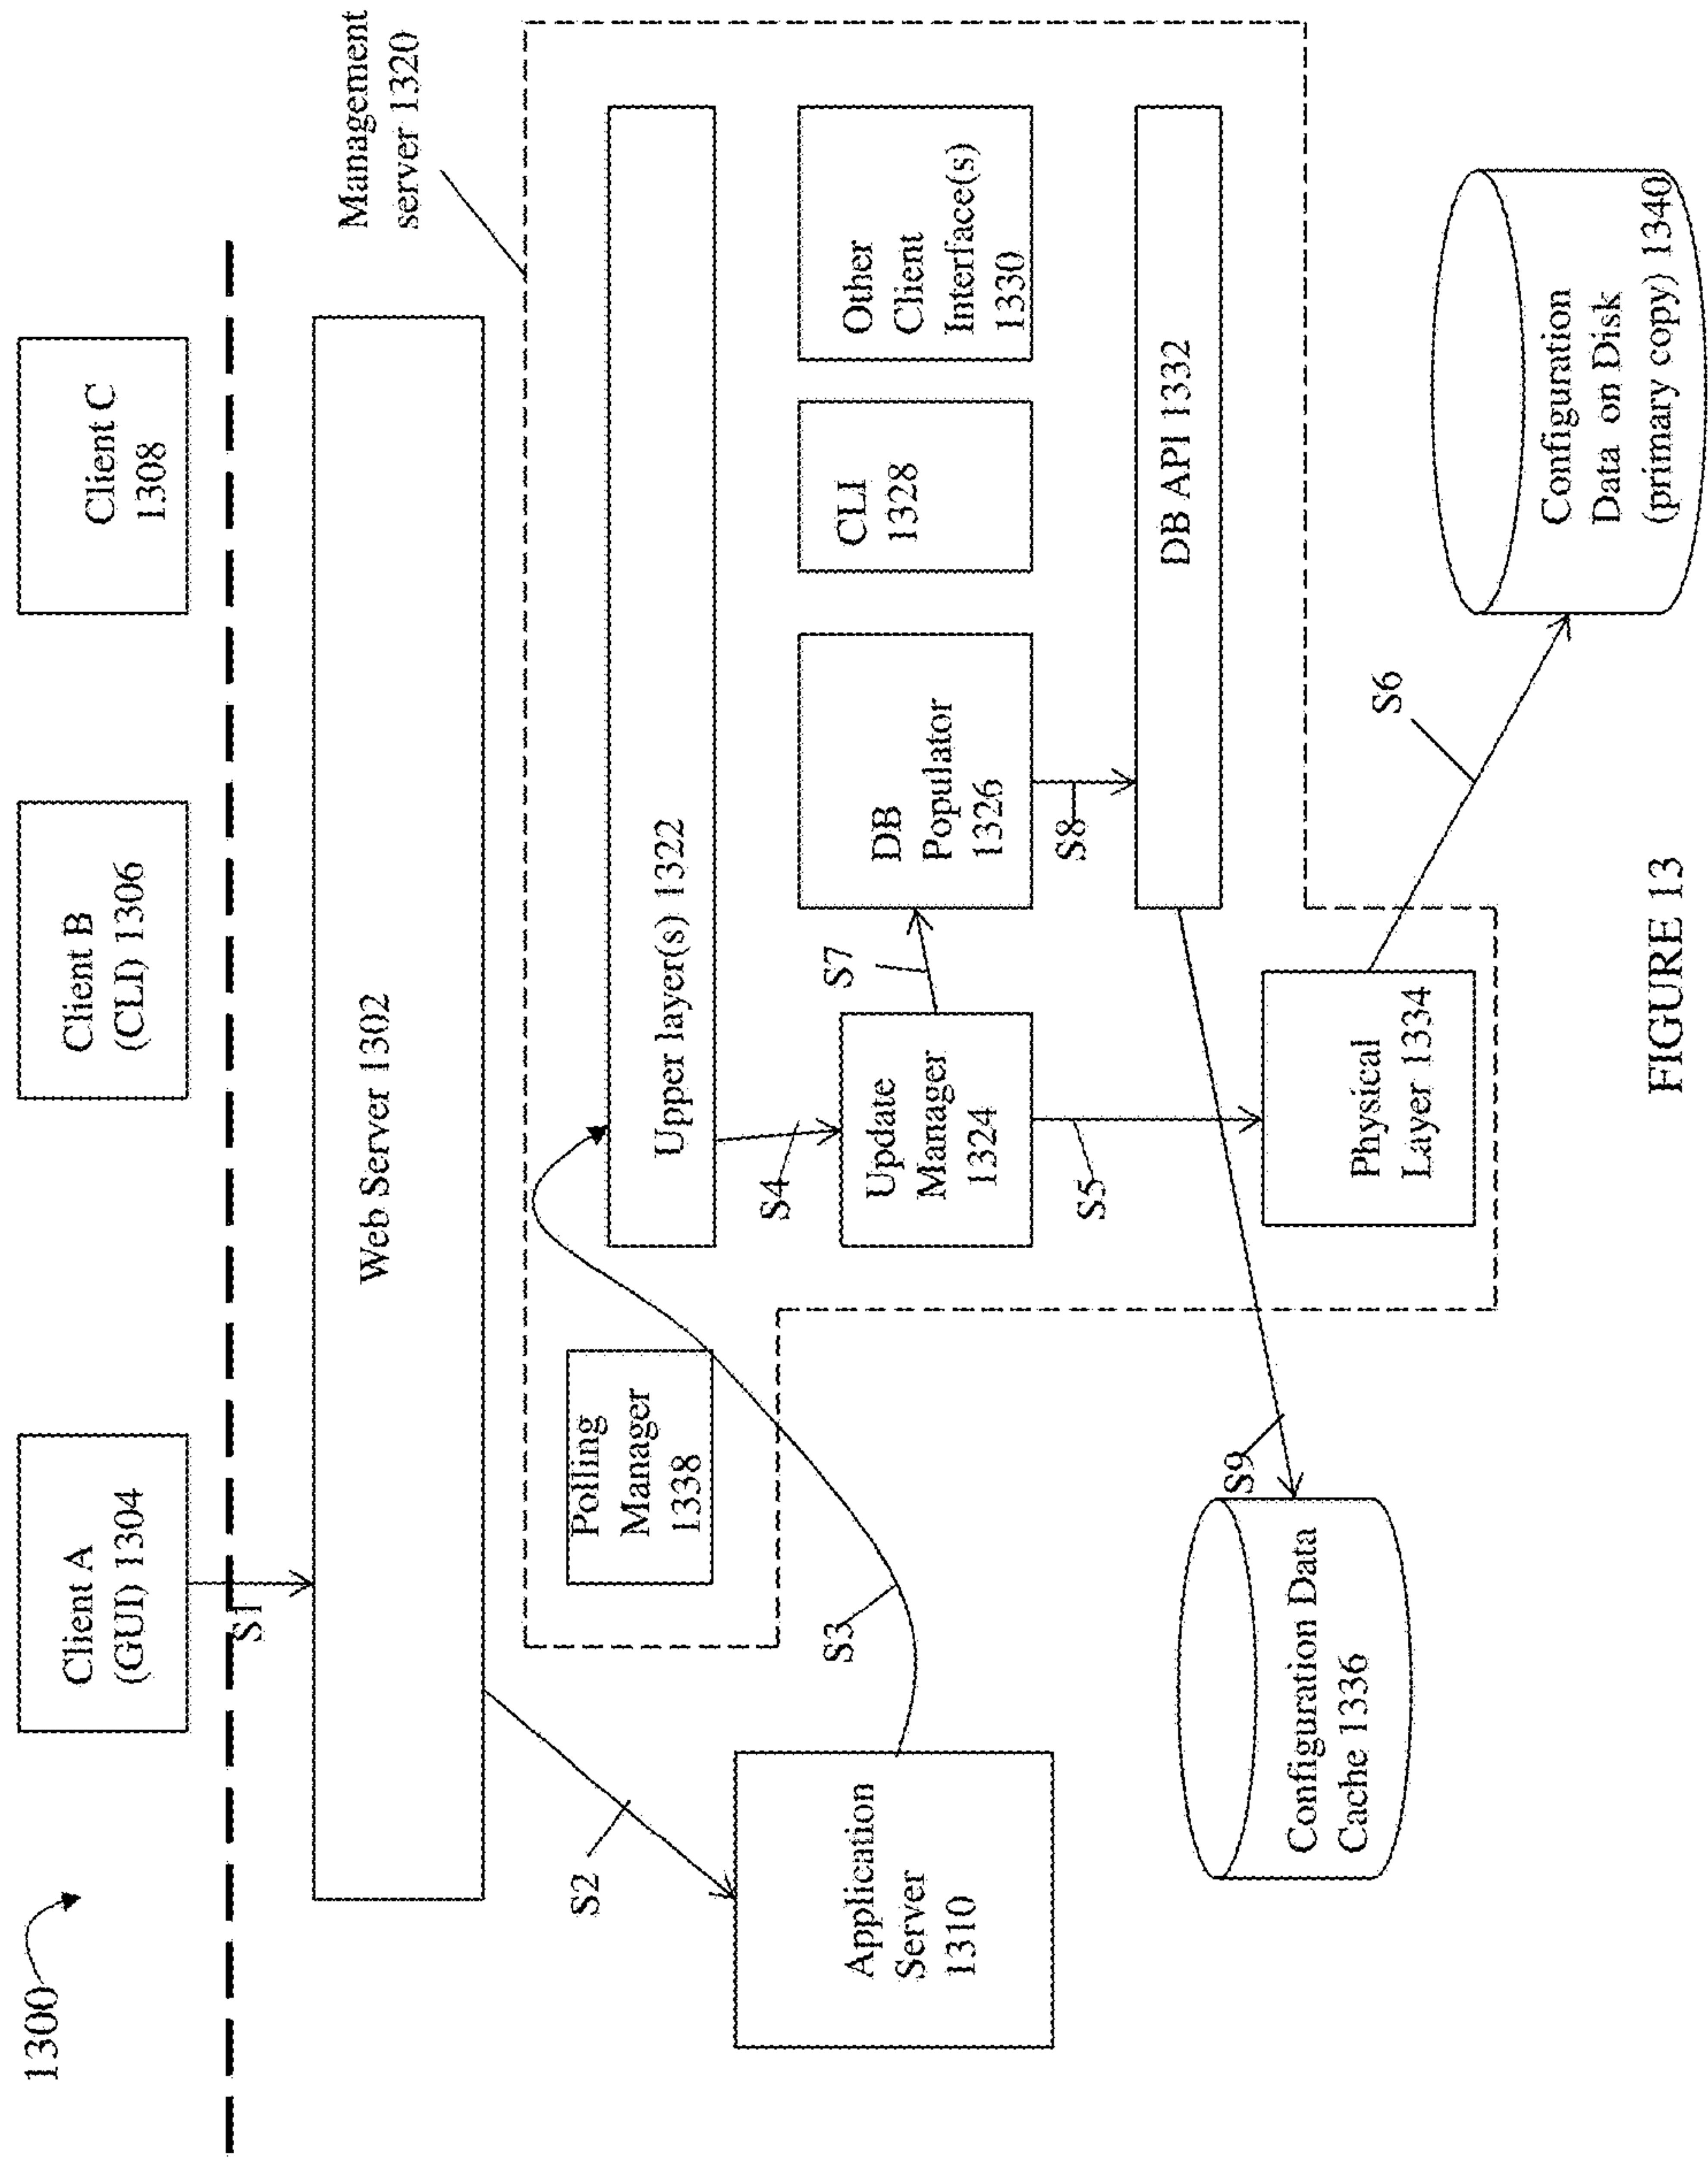 1300
Client A
(GUI) 1304
Client B
(CLI) 1306
Client C
1308
S1
Web Server 1302
Management
server 1320
S2
Polling
Manager
1338
Upper layer(s) 1322
S3
S4
Application
Server
1310
Update
Manager
1324
S7
DB
Populator
1326
CLI
1328
Other
Client
Interface(s)
1330
S5
S8
DB API 1332
S9
Configuration Data
Cache 1336
Physical
Layer 1334
S6
Configuration
Data on Disk
(primary copy) 1340
FIGURE 13